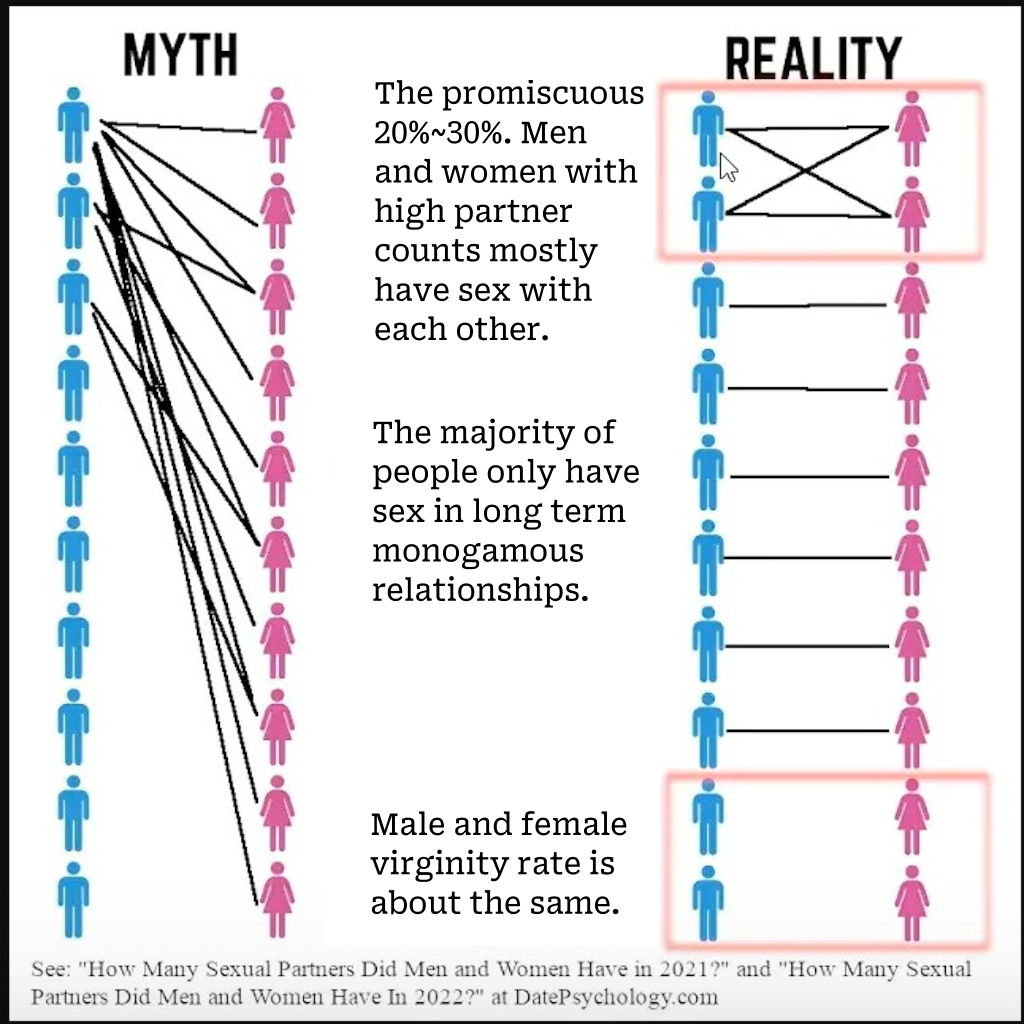 MYTH
REALITY
The promiscuous
20%~30%. Men
and women with
high partner
counts mostly
have sex with
each other.
The majority of
people only have
sex in long term
monogamous
relationships.
Male and female
virginity rate is
about the same.
See: "How Many Sexual Partners Did Men and Women Have in 2021?" and "How Many Sexual
Partners Did Men and Women Have In 2022?" at DatePsychology.com